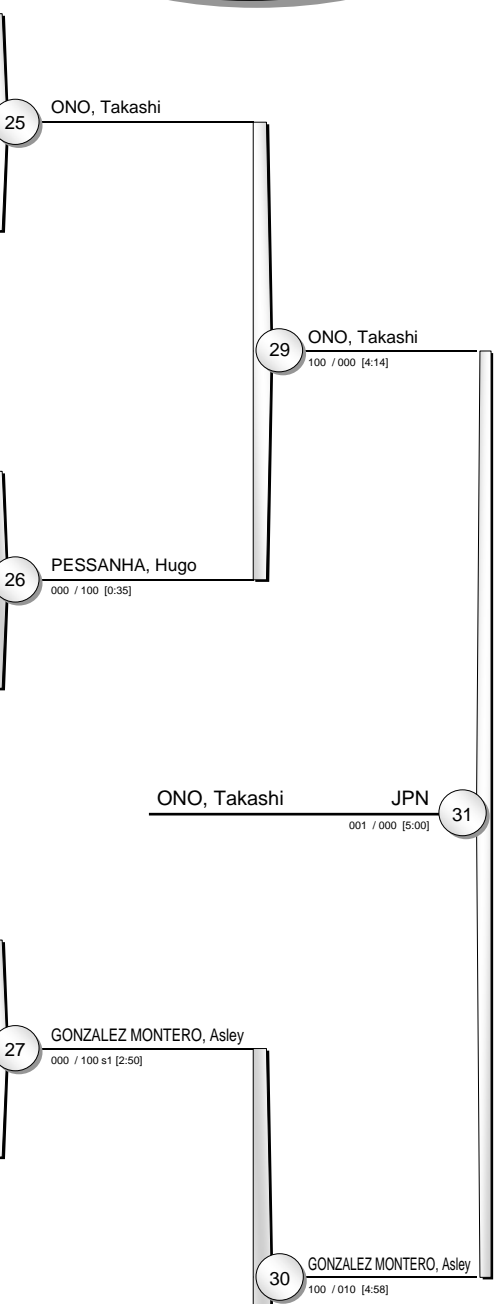 25
ONO, Takashi
29
ONO, Takashi
100 / 000 [4:14]
26
PESSANHA, Hugo
000 / 100 [0:35]
ONO, Takashi JPN
001 / 000 [5:00]
31
27
GONZALEZ MONTERO, Asley
000 / 100 s1 [2:50]
30
GONZALEZ MONTERO, Asley
100 / 010 [4:58]